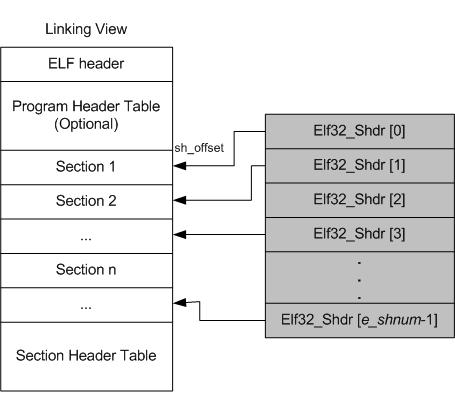 Linking View
ELF header
Program Header Table
(Optional)
Section 1
Section 2
...
Section n
...
Section Header Table
sh_offset
Elf32_Shdr [0]
Elf32_Shdr [1]
Elf32_Shdr [2]
Elf32_Shdr [3]
.
.
.
Elf32_Shdr [e_shnum-1]